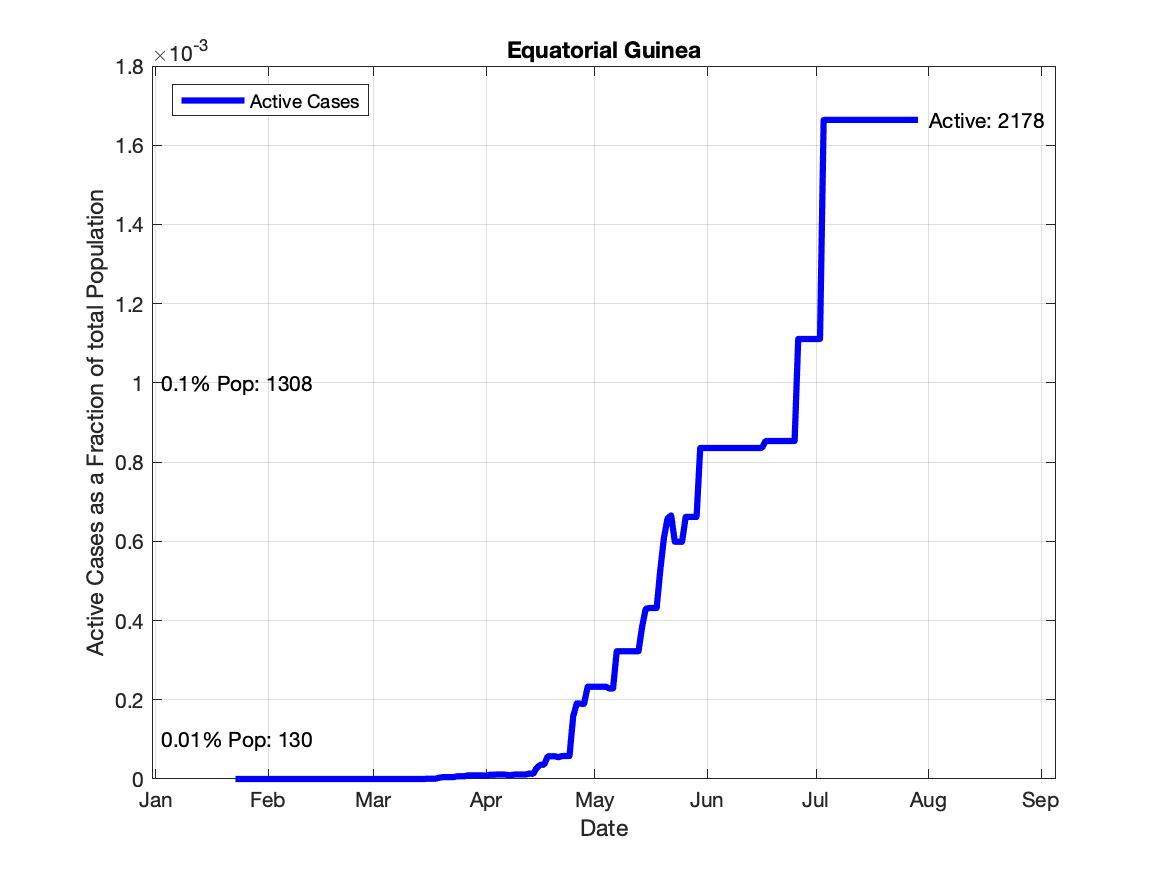 Equatorial Guinea
×10-3
1.8
1.6
1.4
1.2
1
0.8
0.6
0.4
0.2
0
Active Cases as a Fraction of total Population
Active Cases
Active: 2178
0.1% Pop: 1308
0.01% Pop: 130
Jan Feb Mar Apr May Jun Jul Aug Sep
Date